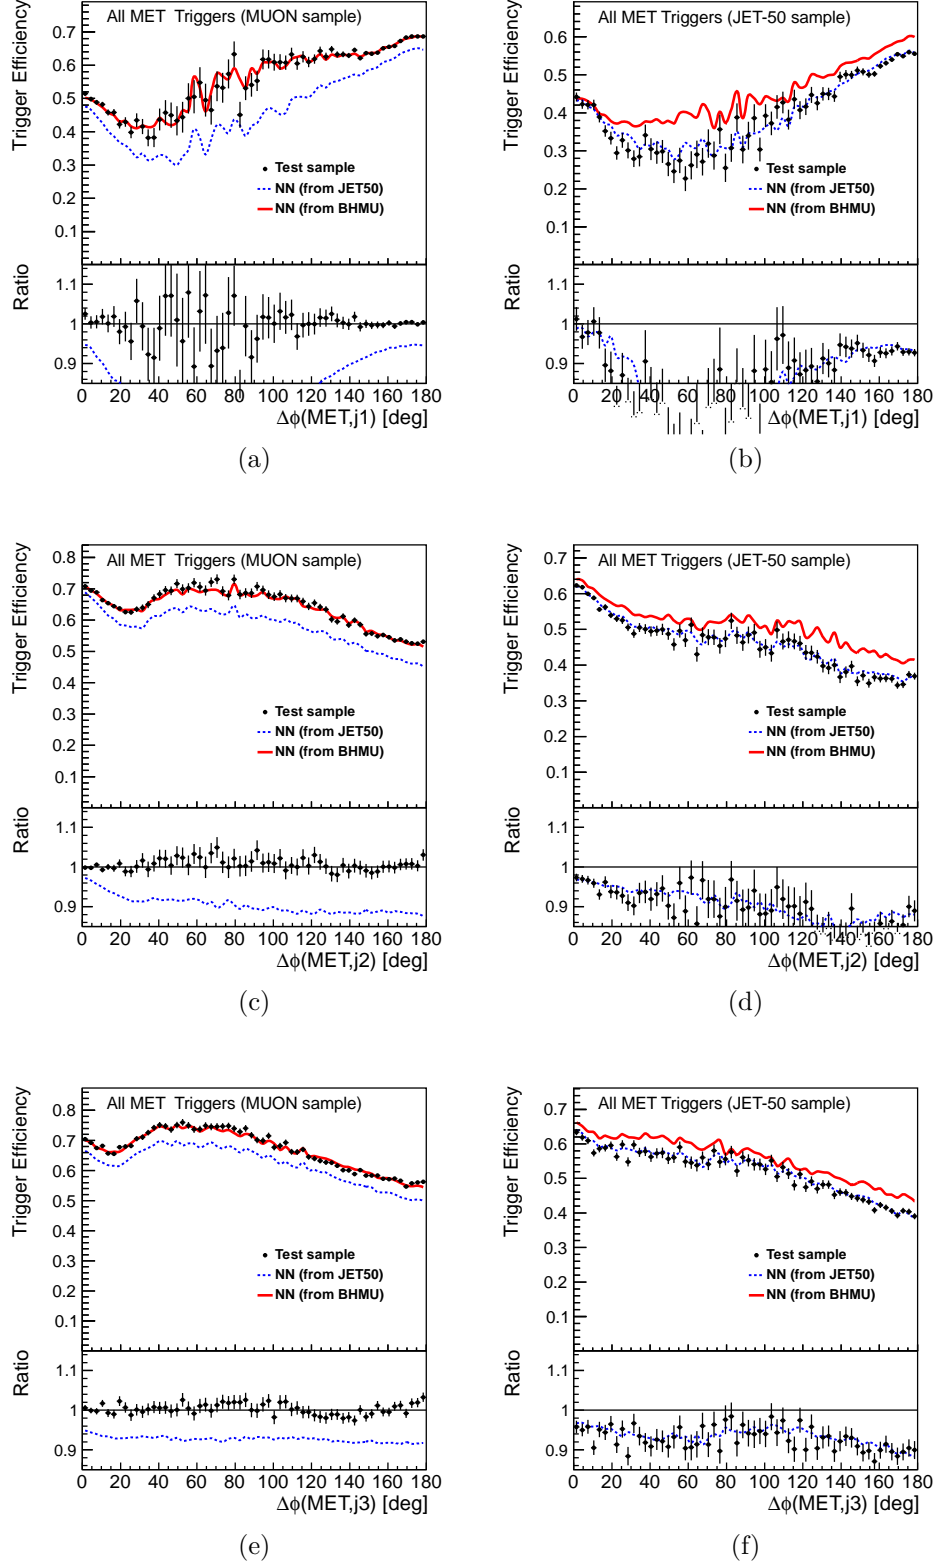 All MET Triggers (MUON sample)
Trigger Efficiency
0.7
0.6
0.5
0.4
0.3
0.2
0.1
Test sample
NN (from JET50)
NN (from BHMU)
Ratio
1.1
1
0.9
0 20 40 60 80 100 120 140 160 180
Δϕ(MET,j1) [deg]
(a)
All MET Triggers (JET-50 sample)
Trigger Efficiency
0.6
0.5
0.4
0.3
0.2
0.1
Test sample
NN (from JET50)
NN (from BHMU)
Ratio
1.1
1
0.9
0 20 40 60 80 100 120 140 160 180
Δϕ(MET,j1) [deg]
(b)
All MET Triggers (MUON sample)
Trigger Efficiency
0.8
0.7
0.6
0.5
0.4
0.3
0.2
0.1
Test sample
NN (from JET50)
NN (from BHMU)
Ratio
1.1
1
0.9
0 20 40 60 80 100 120 140 160 180
Δϕ(MET,j2) [deg]
(c)
All MET Triggers (JET-50 sample)
Trigger Efficiency
0.7
0.6
0.5
0.4
0.3
0.2
0.1
Test sample
NN (from JET50)
NN (from BHMU)
Ratio
1.1
1
0.9
0 20 40 60 80 100 120 140 160 180
Δϕ(MET,j2) [deg]
(d)
All MET Triggers (MUON sample)
Trigger Efficiency
0.8
0.7
0.6
0.5
0.4
0.3
0.2
0.1
Test sample
NN (from JET50)
NN (from BHMU)
Ratio
1.1
1
0.9
0 20 40 60 80 100 120 140 160 180
Δϕ(MET,j3) [deg]
(e)
All MET Triggers (JET-50 sample)
Trigger Efficiency
0.7
0.6
0.5
0.4
0.3
0.2
0.1
Test sample
NN (from JET50)
NN (from BHMU)
Ratio
1.1
1
0.9
0 20 40 60 80 100 120 140 160 180
Δϕ(MET,j3) [deg]
(f)